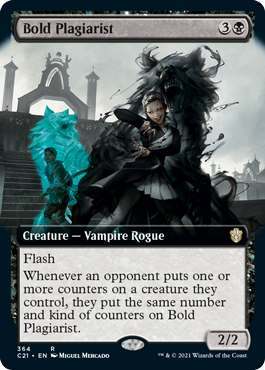 Bold Plagiarist 3
Creature — Vampire Rogue
Flash
Whenever an opponent puts one or
more counters on a creature they
control, they put the same number
and kind of counters on Bold
Plagiarist.
2/2
364 R
C21 • EN MIGUEL MERCADO
™ & © 2021 Wizards of the Coast